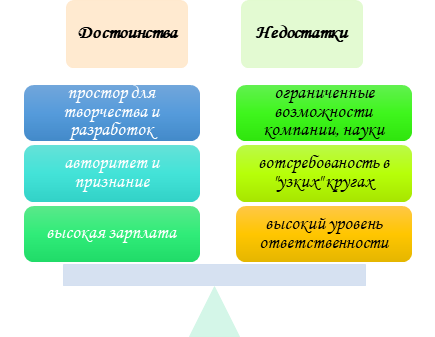 Достоинства
Недостатки
простор для
творчества и
разработок
ограниченные
возможности
компании, науки
авторитет и
признание
вотсребованость в
"узких" кругах
высокая зарплата
высокий уровень
ответственности